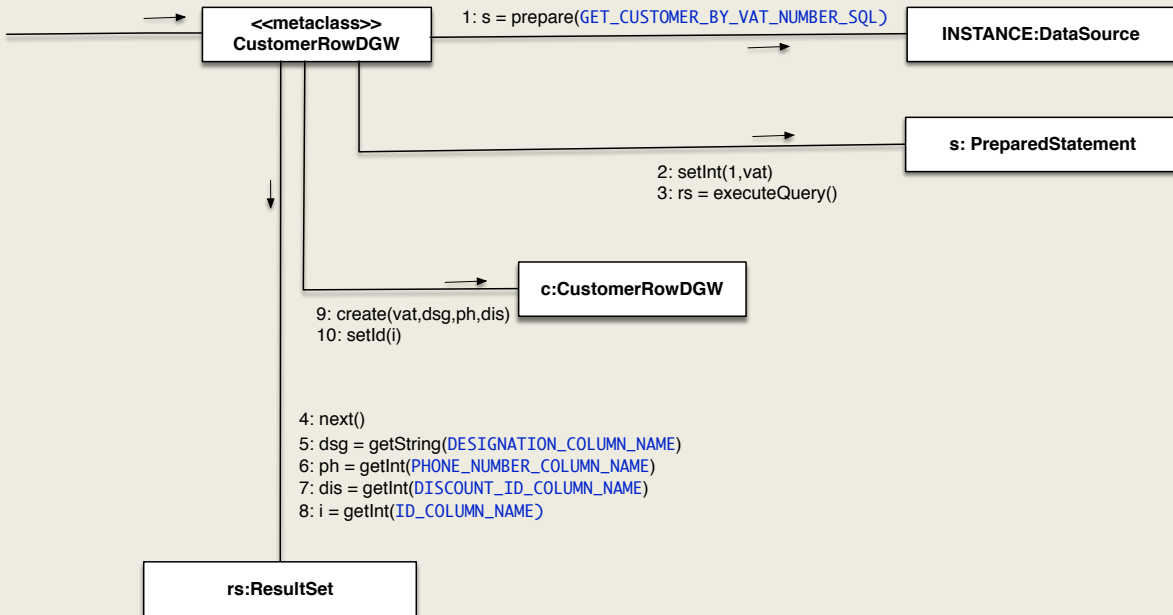 <<metaclass>>
CustomerRowDGW
1: s = prepare(GET_CUSTOMER_BY_VAT_NUMBER_SQL)
INSTANCE:DataSource
s: PreparedStatement
2: setInt(1,vat)
3: rs = executeQuery()
c:CustomerRowDGW
9: create(vat,dsg,ph,dis)
10: setId(i)
4: next()
5: dsg = getString(DESIGNATION_COLUMN_NAME)
6: ph = getInt(PHONE_NUMBER_COLUMN_NAME)
7: dis = getInt(DISCOUNT_ID_COLUMN_NAME)
8: i = getInt(ID_COLUMN_NAME)
rs:ResultSet